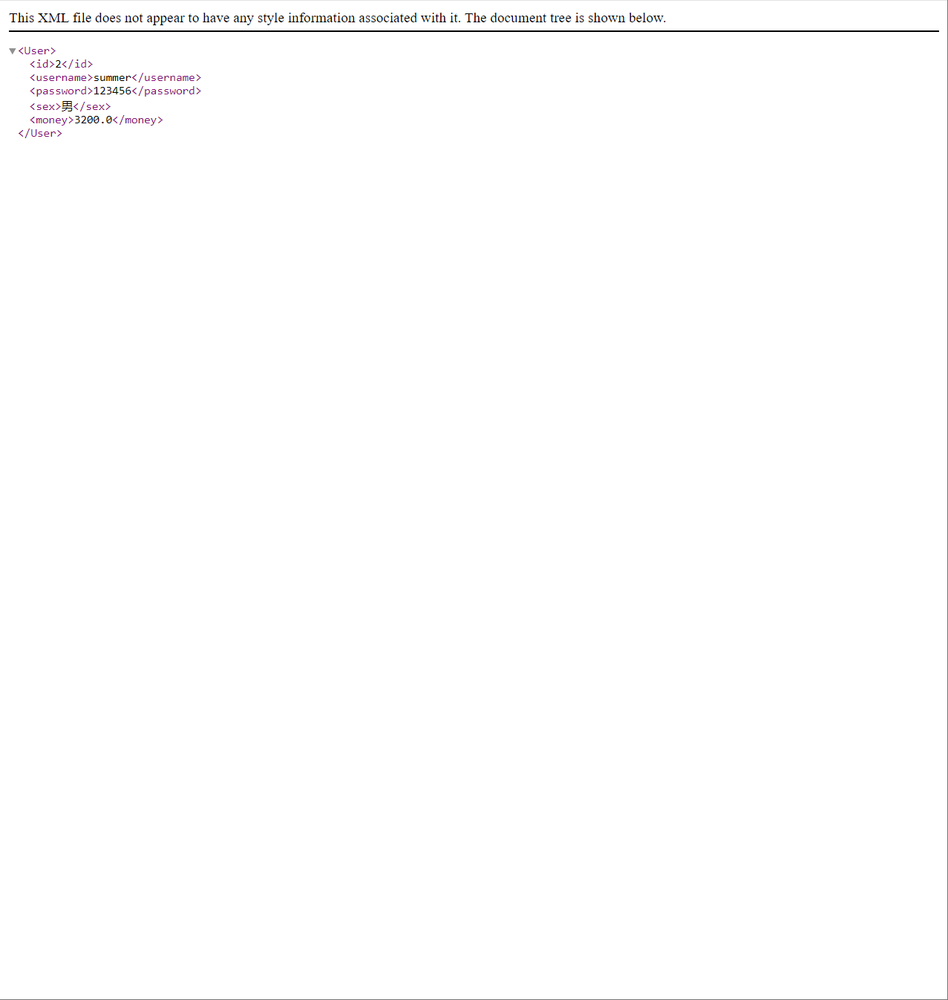 This XML file does not appear to have any style information associated with it. The document tree is shown below.
▼<User>
<id>2</id>
<username>summer</username>
<password>123456</password>
<sex>男</sex>
<money>3200.0</money>
</User>